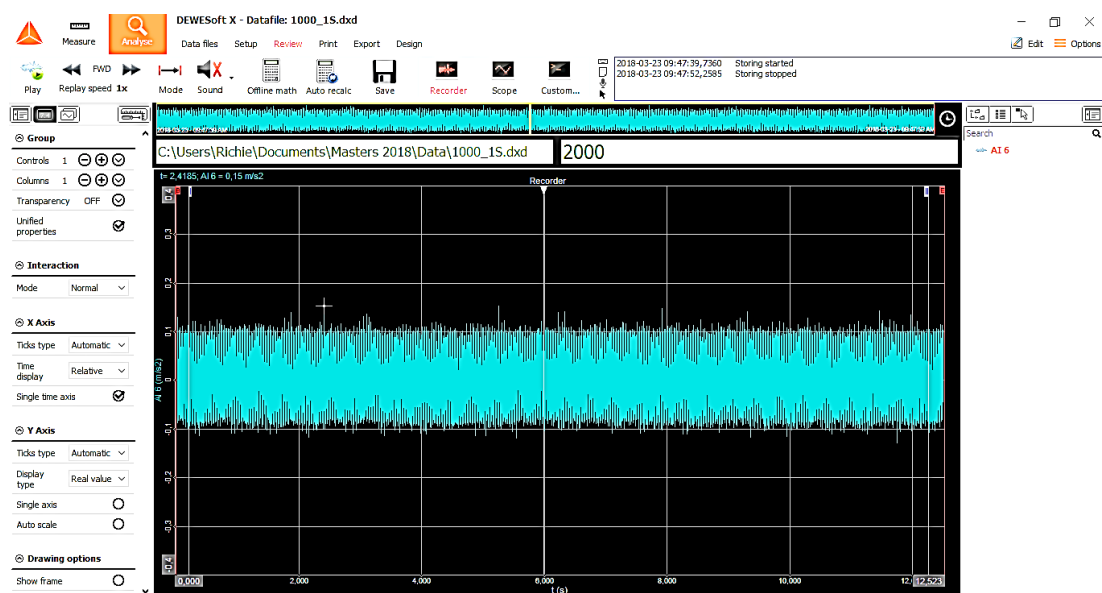 DEWESoft X - Datafile: 1000_1S.dxd
Measure
Analyse
Data files Setup Review Print Export Design
Edit Options
FWD
Play Replay speed 1x Mode Sound Offline math Auto recalc Save Recorder Scope Custom...
2018-03-23 09:47:39,7360 Storing started
2018-03-23 09:47:52,2585 Storing stopped
Group
Controls 1
Columns 1
Transparency OFF
Unified
properties
Interaction
Mode Normal
X Axis
Ticks type Automatic
Time
display Relative
Single time axis
Y Axis
Ticks type Automatic
Display
type Real value
Single axis
Auto scale
Drawing options
Show frame
C:\Users\Richie\Documents\Masters 2018\Data\1000_1S.dxd 2000
t= 2,4185; AI 6 = 0,15 m/s2
Recorder
0,4
0,3
0,2
0,1
0
-0,1
-0,2
-0,3
-0,4
AI 6 (m/s2)
0,000 2,000 4,000 6,000 8,000 10,000 12, 12,523
t (s)
Search
AI 6